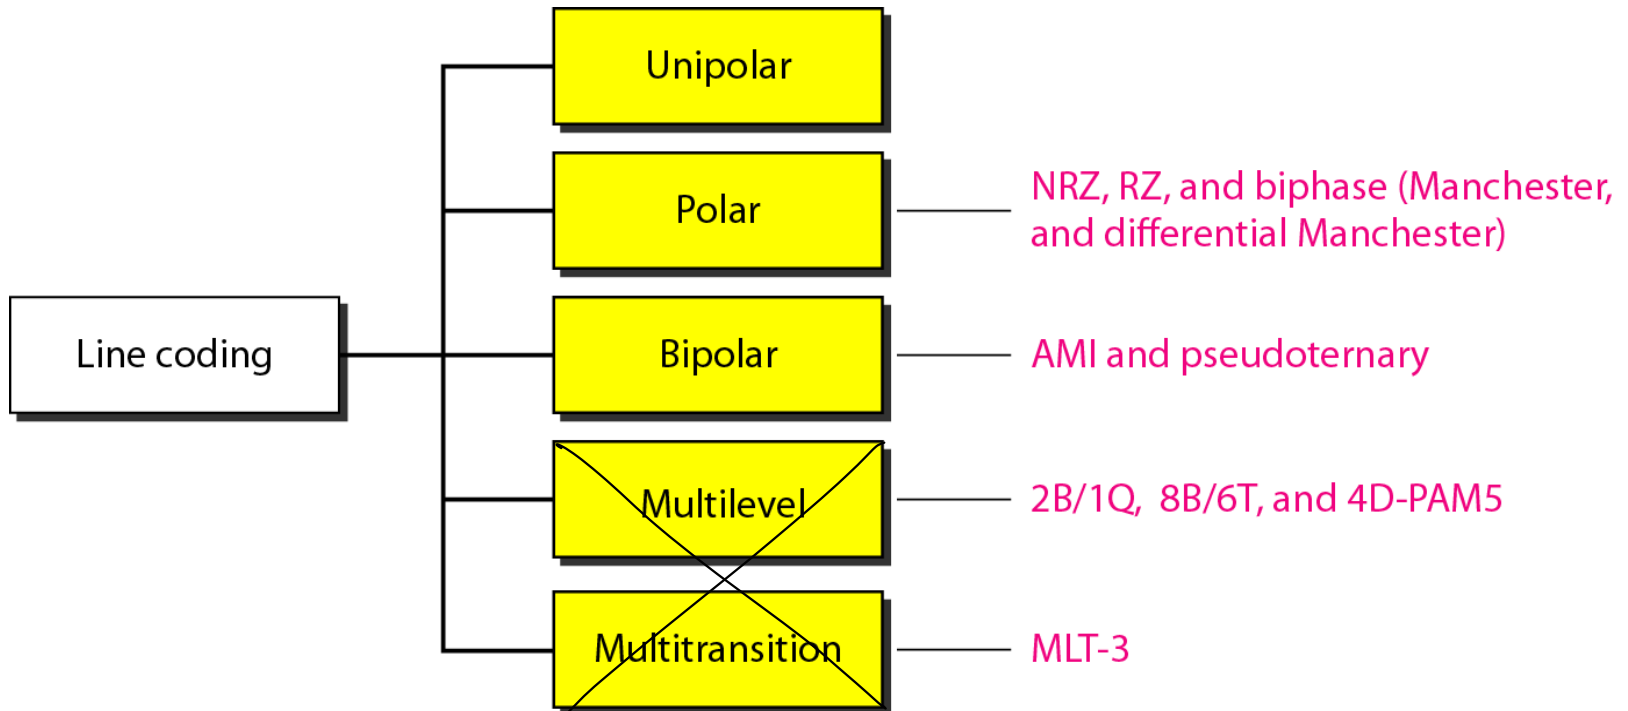 Line coding
Unipolar
Polar
NRZ, RZ, and biphase (Manchester,
and differential Manchester)
Bipolar
AMI and pseudoternary
Multilevel
2B/1Q, 8B/6T, and 4D-PAM5
Multitransition
MLT-3